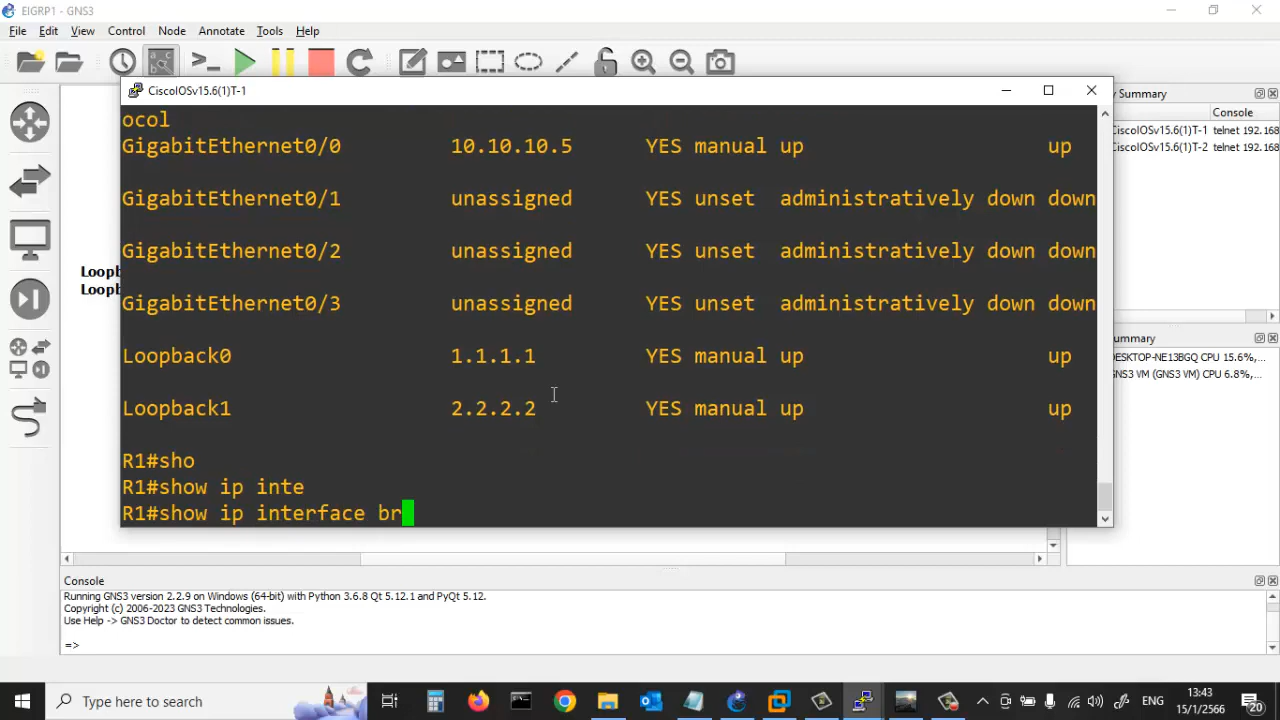 EIGRP1 - GNS3
File Edit View Control Node Annotate Tools Help
CiscoIOSv15.6(1)T-1
y Summary
Console
CiscoIOSv15.6(1)T-1 telnet 192.168
CiscoIOSv15.6(1)T-2 telnet 192.168
ocol
GigabitEthernet0/0 10.10.10.5 YES manual up up
GigabitEthernet0/1 unassigned YES unset administratively down down
GigabitEthernet0/2 unassigned YES unset administratively down down
GigabitEthernet0/3 unassigned YES unset administratively down down
Loopback0 1.1.1.1 YES manual up up
Loopback1 2.2.2.2 YES manual up up
R1#sho
R1#show ip inte
R1#show ip interface br
Loopb
Loopb
ummary
DESKTOP-NE13BGQ CPU 15.6%,...
GNS3 VM (GNS3 VM) CPU 6.8%,...
Console
Running GNS3 version 2.2.9 on Windows (64-bit) with Python 3.6.8 Qt 5.12.1 and PyQt 5.12.
Copyright (c) 2006-2023 GNS3 Technologies.
Use Help -> GNS3 Doctor to detect common issues.
=>
Type here to search
ENG
13:43
15/1/2566
20